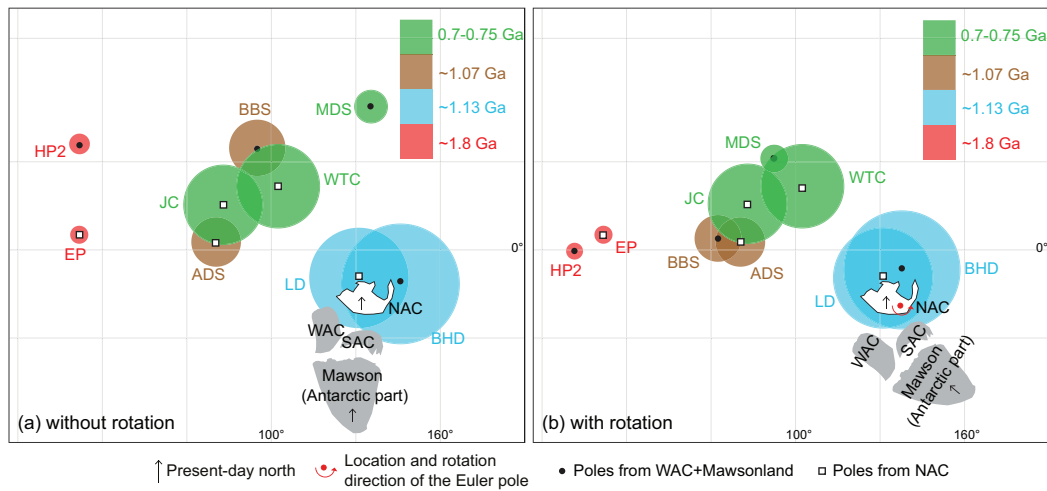 0.7-0.75 Ga
~1.07 Ga
~1.13 Ga
~1.8 Ga
MDS
BBS
HP2
WTC
JC
EP
ADS
0°
LD
NAC
WAC
SAC
BHD
Mawson
(Antarctic part)
(a) without rotation
100°
160°
0.7-0.75 Ga
~1.07 Ga
~1.13 Ga
~1.8 Ga
MDS
WTC
JC
EP
HP2
BBS
ADS
0°
BHD
LD
NAC
WAC
SAC
Mawson
(Antarctic part)
(b) with rotation
100°
160°
Present-day north
Location and rotation
direction of the Euler pole
Poles from WAC+Mawsonland
Poles from NAC